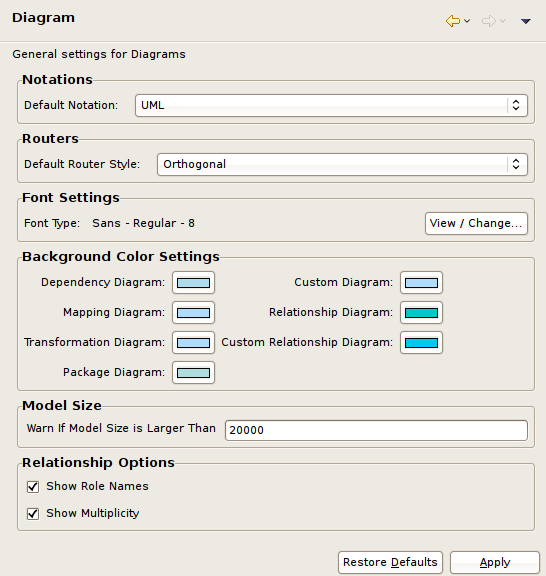 Diagram
General settings for Diagrams
Notations
Default Notation: UML
Routers
Default Router Style: Orthogonal
Font Settings
Font Type: Sans - Regular - 8 View / Change...
Background Color Settings
Dependency Diagram: Custom Diagram:
Mapping Diagram: Relationship Diagram:
Transformation Diagram: Custom Relationship Diagram:
Package Diagram:
Model Size
Warn If Model Size is Larger Than 20000
Relationship Options
Show Role Names
Show Multiplicity
Restore Defaults Apply